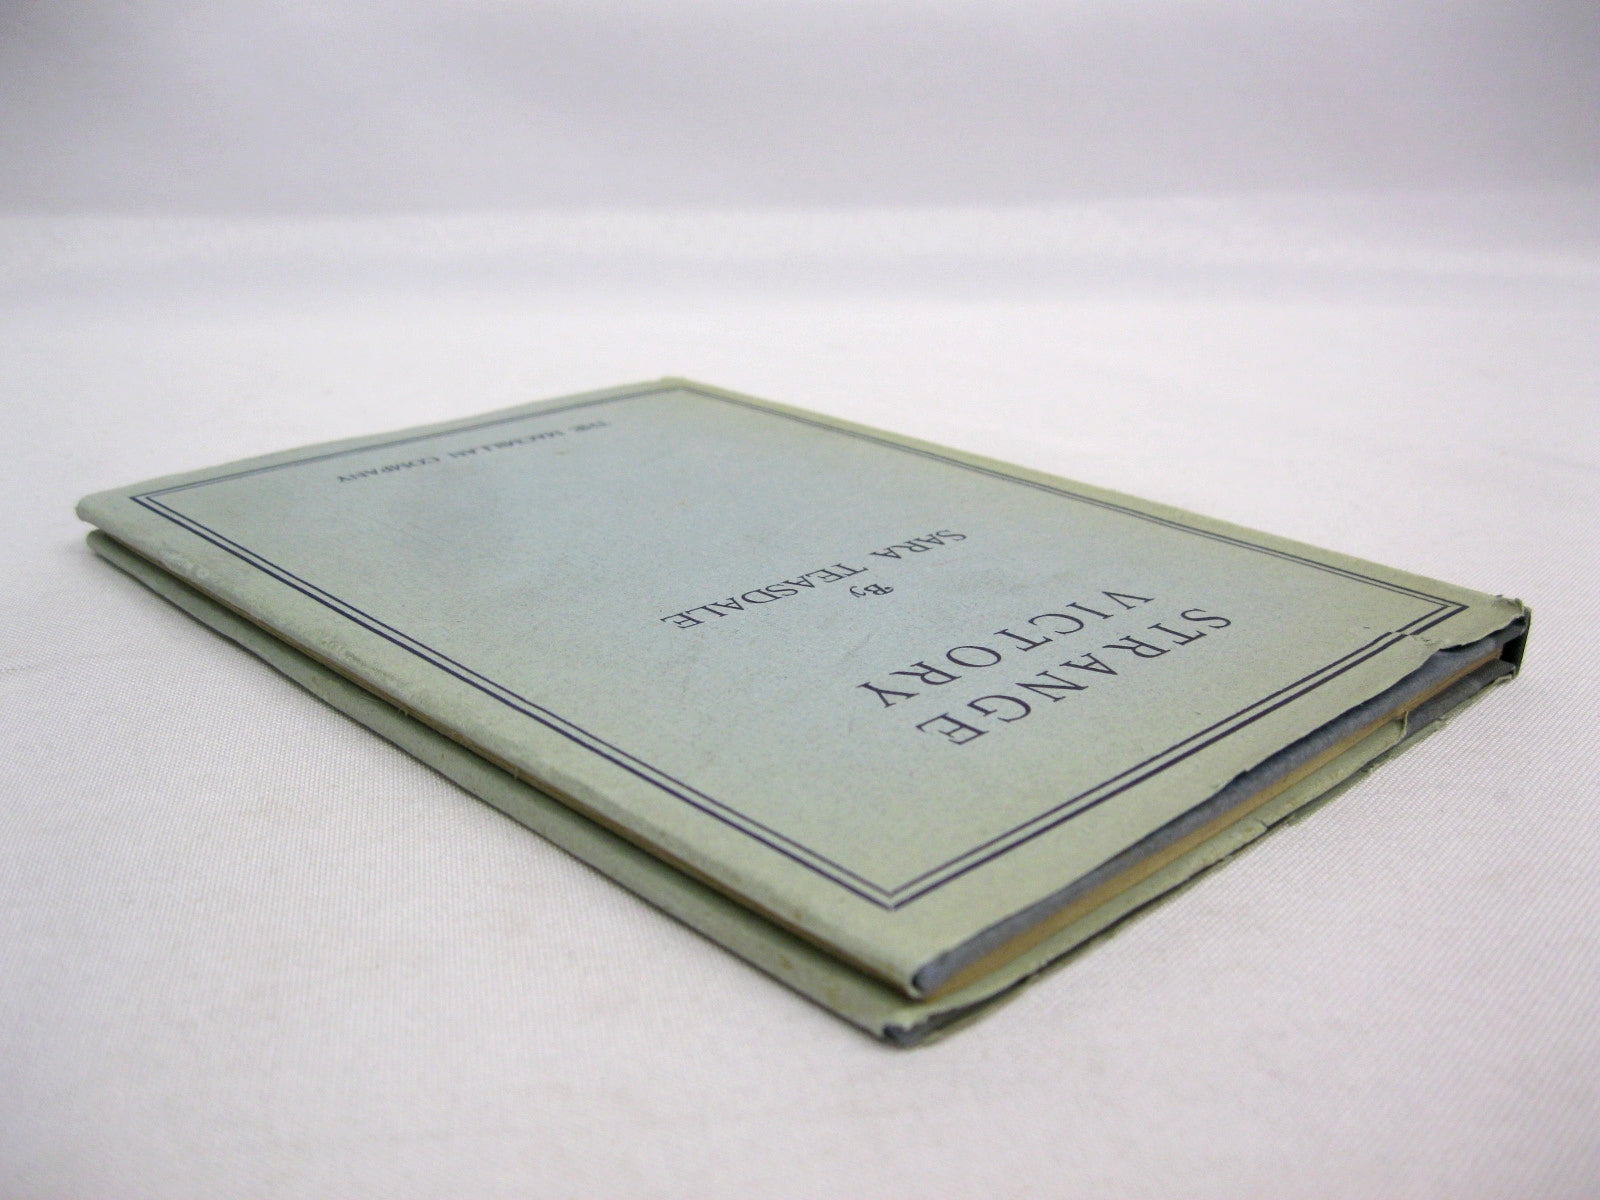 STRANGE
VICTORY
By
SARA TEASDALE
THE MACMILLAN COMPANY